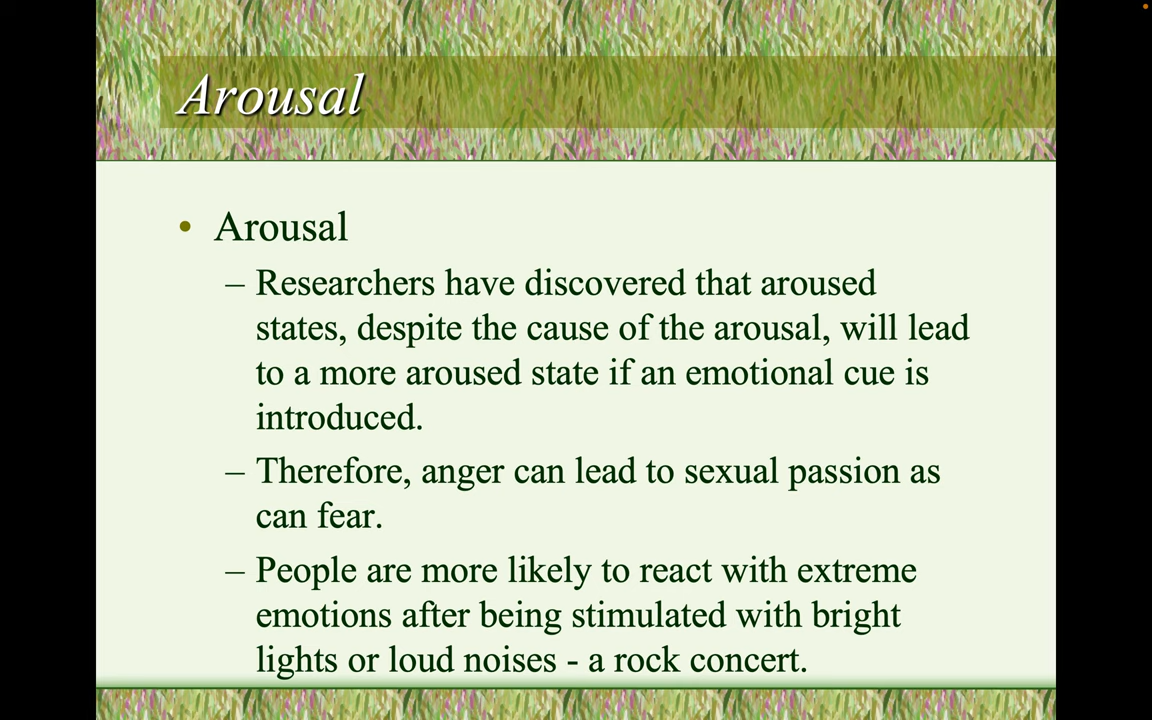 Arousal
• Arousal
– Researchers have discovered that aroused
states, despite the cause of the arousal, will lead
to a more aroused state if an emotional cue is
introduced.
– Therefore, anger can lead to sexual passion as
can fear.
– People are more likely to react with extreme
emotions after being stimulated with bright
lights or loud noises - a rock concert.